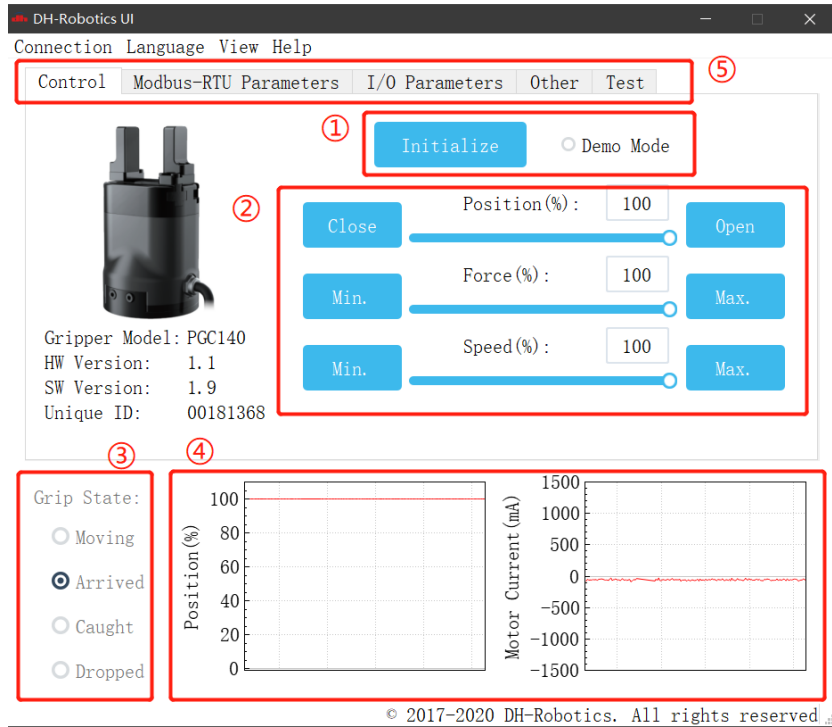 DH-Robotics UI
Connection Language View Help
Control Modbus-RTU Parameters I/O Parameters Other Test
⑤
①
Initialize Demo Mode
②
Position(%): 100
Close Open
Force(%): 100
Min. Max.
Speed(%): 100
Min. Max.
Gripper Model: PGC140
HW Version: 1.1
SW Version: 1.9
Unique ID: 00181368
③
④
Grip State:
Moving
Arrived
Caught
Dropped
Position(%)
100
80
60
40
20
0
Motor Current(mA)
1500
1000
500
0
-500
-1000
-1500
© 2017-2020 DH-Robotics. All rights reserved